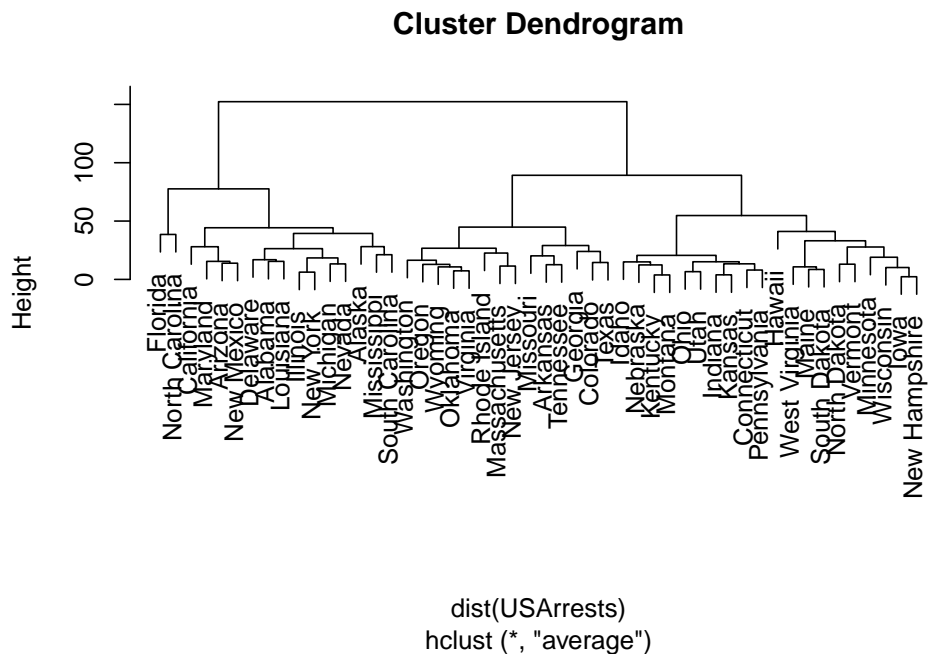 Cluster Dendrogram
Height
100
50
0
Florida
North Carolina
California
Maryland
Arizona
New Mexico
Delaware
Alabama
Louisiana
Illinois
New York
Michigan
Nevada
Alaska
Mississippi
South Carolina
Washington
Oregon
Wyoming
Oklahoma
Virginia
Rhode Island
Massachusetts
New Jersey
Missouri
Arkansas
Tennessee
Georgia
Colorado
Texas
Idaho
Nebraska
Kentucky
Montana
Ohio
Utah
Indiana
Kansas
Connecticut
Pennsylvania
Hawaii
West Virginia
Maine
South Dakota
North Dakota
Vermont
Minnesota
Wisconsin
Iowa
New Hampshire
dist(USArrests)
hclust (*, "average")